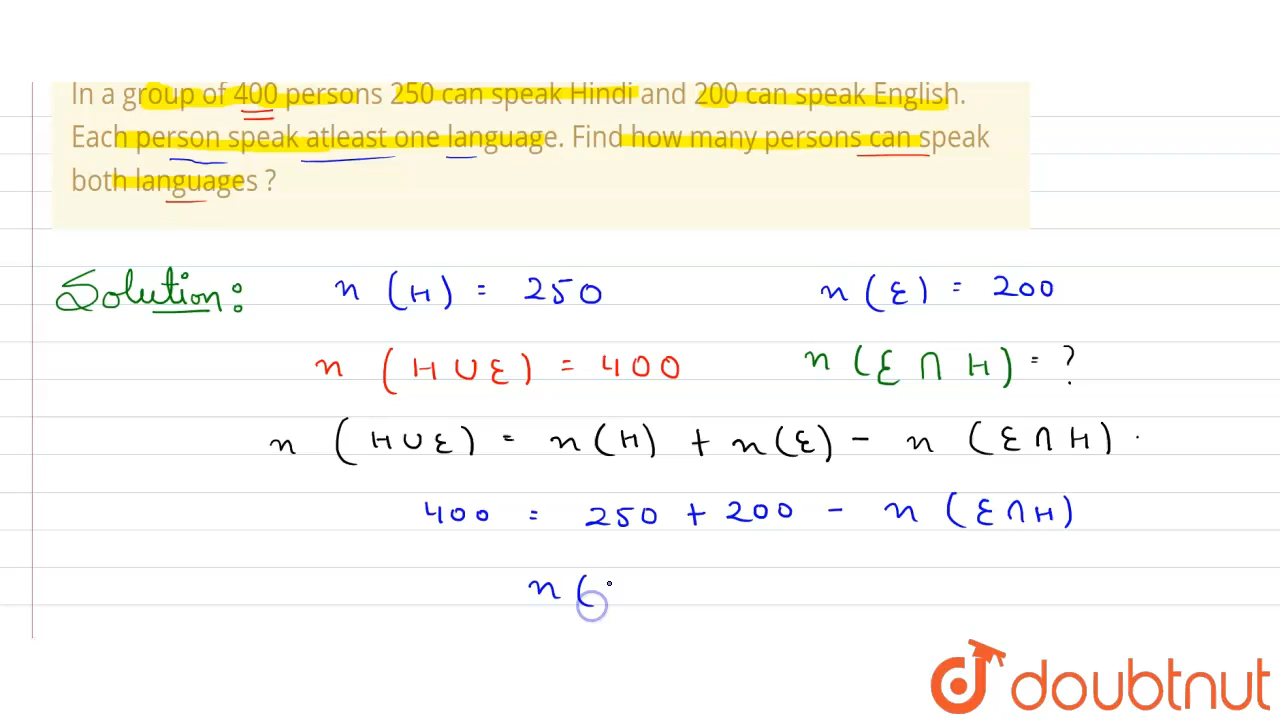 In a group of 400 persons 250 can speak Hindi and 200 can speak English.
Each person speak atleast one language. Find how many persons can speak
both languages ?
Solution: n (H) = 250 n (E) = 200
n (H ∪ E) = 400 n (E ∩ H) = ?
n (H ∪ E) = n (H) + n (E) - n (E ∩ H) .
400 = 250 + 200 - n (E ∩ H)
n (
doubtnut